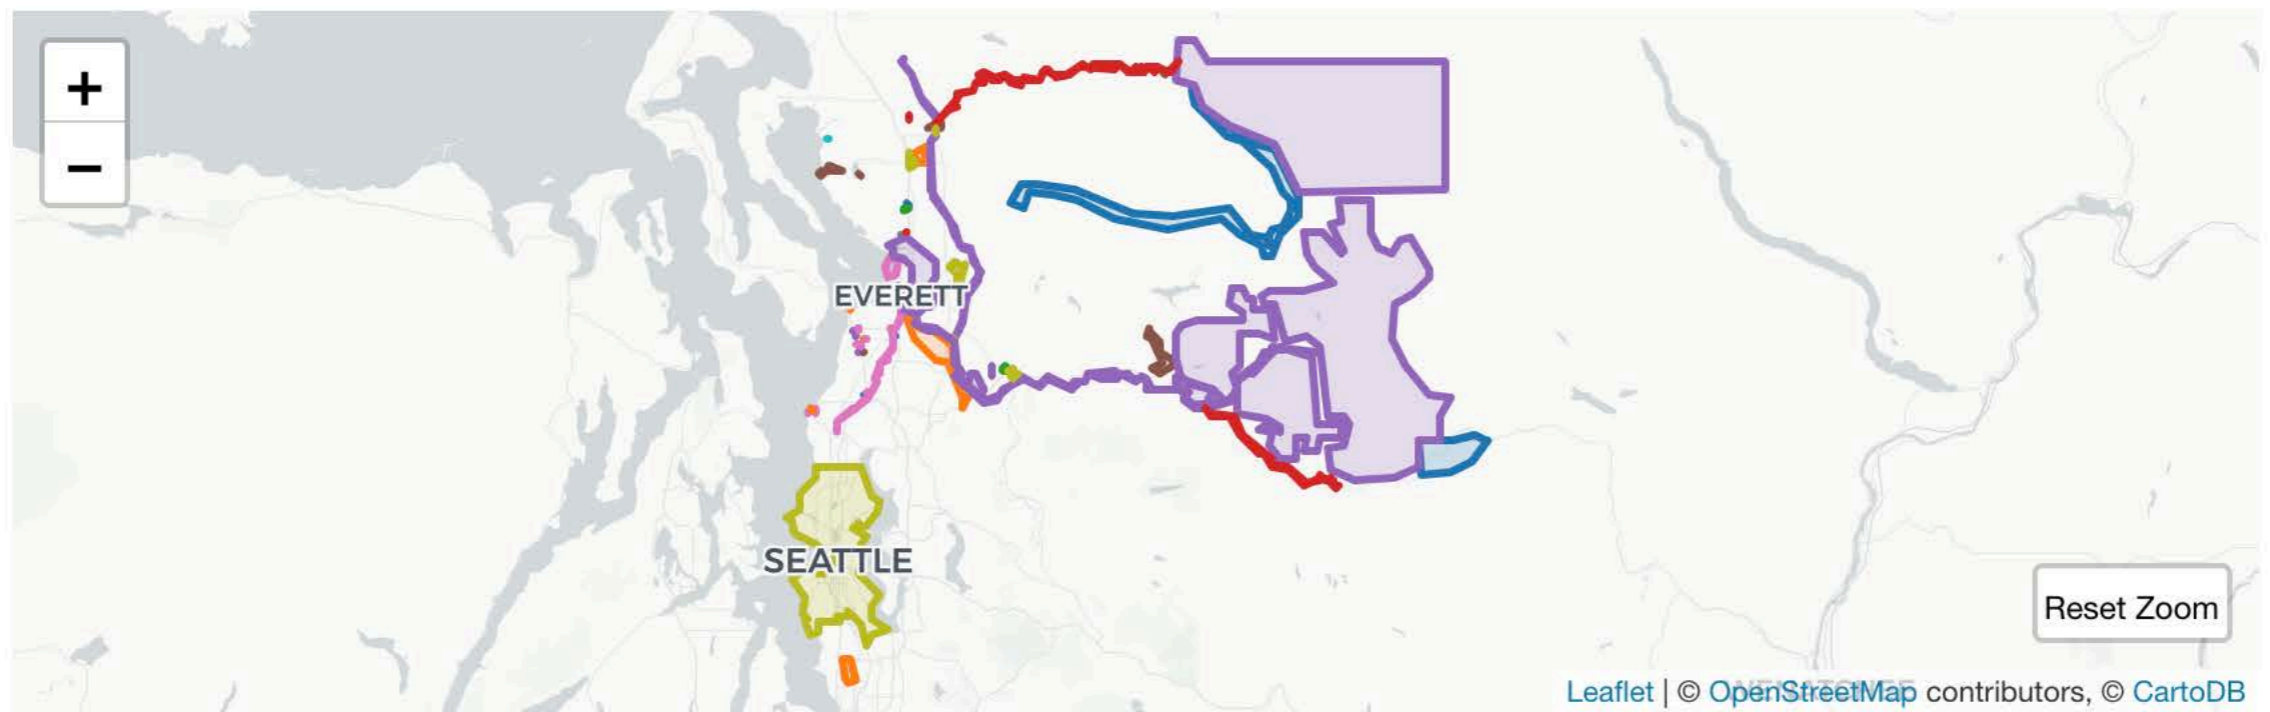 +
−
EVERETT
SEATTLE
Reset Zoom
Leaflet | © OpenStreetMap contributors, © CartoDB